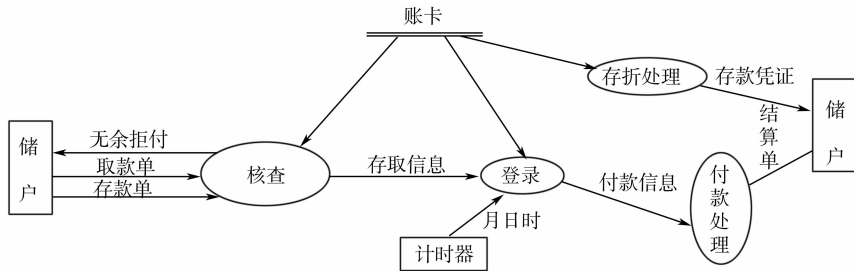 账卡
存折处理
存款凭证
储户
结算单
储户
无余拒付
取款单
存款单
核查
存取信息
登录
付款信息
付款处理
月日时
计时器